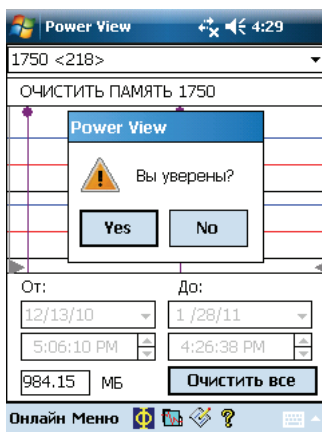 Power View 4:29
1750 <218>
ОЧИСТИТЬ ПАМЯТЬ 1750
Power View
Вы уверены?
Yes No
От: До:
12/13/10 1 /28/11
5:06:10 PM 4:26:38 PM
984.15 МБ Очистить все
Онлайн Меню